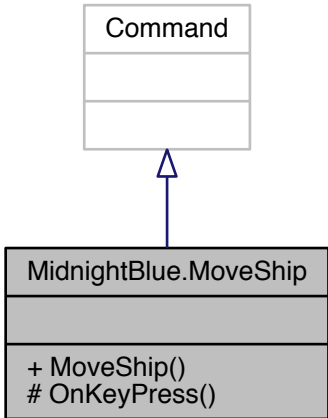 Command
MidnightBlue.MoveShip
+ MoveShip()
# OnKeyPress()